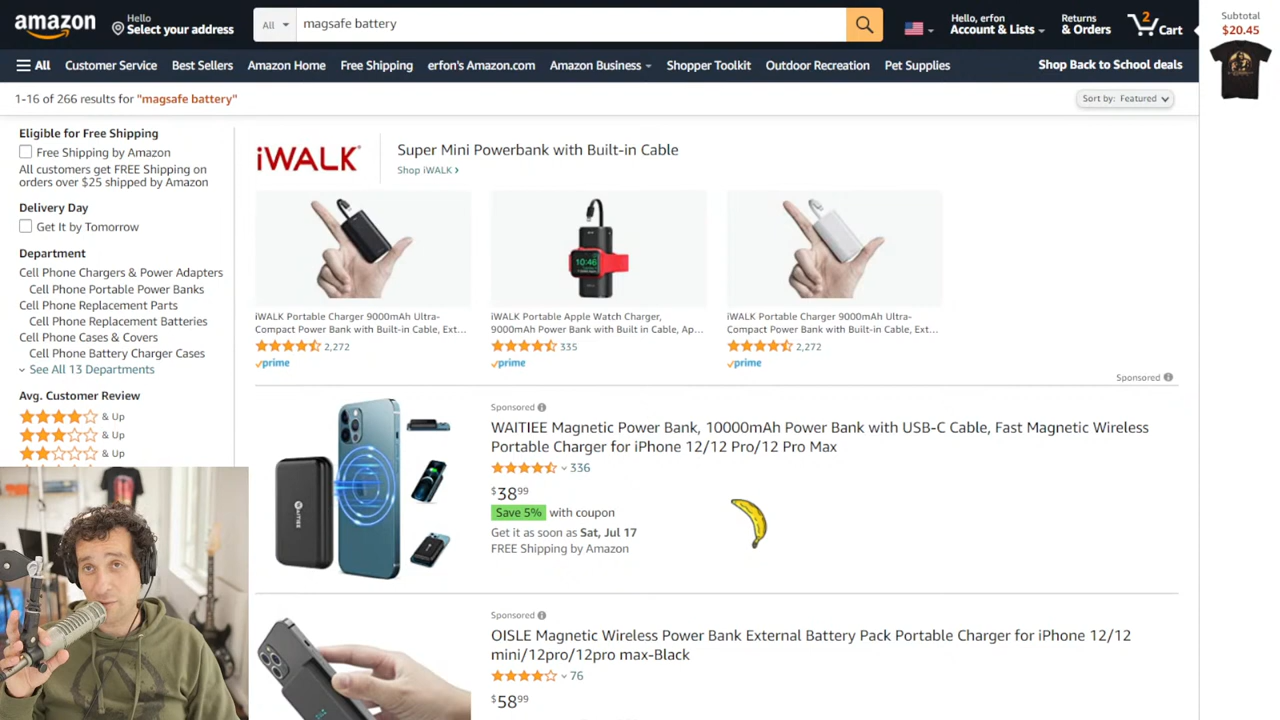 amazon
Hello
Select your address
All
magsafe battery
Hello, erfon
Account & Lists
Returns
& Orders
2
Cart
Subtotal
$20.45
All
Customer Service
Best Sellers
Amazon Home
Free Shipping
erfon's Amazon.com
Amazon Business
Shopper Toolkit
Outdoor Recreation
Pet Supplies
Shop Back to School deals
1-16 of 266 results for "magsafe battery"
Sort by: Featured
Eligible for Free Shipping
Free Shipping by Amazon
All customers get FREE Shipping on
orders over $25 shipped by Amazon
Delivery Day
Get It by Tomorrow
Department
Cell Phone Chargers & Power Adapters
Cell Phone Portable Power Banks
Cell Phone Replacement Parts
Cell Phone Replacement Batteries
Cell Phone Cases & Covers
Cell Phone Battery Charger Cases
See All 13 Departments
Avg. Customer Review
& Up
& Up
& Up
iWALK
Super Mini Powerbank with Built-in Cable
Shop iWALK ›
10:46
iWALK Portable Charger 9000mAh Ultra-
Compact Power Bank with Built-in Cable, Ext...
2,272
prime
iWALK Portable Apple Watch Charger,
9000mAh Power Bank with Built in Cable, Ap...
335
prime
iWALK Portable Charger 9000mAh Ultra-
Compact Power Bank with Built-in Cable, Ext...
2,272
prime
Sponsored
Sponsored
WAITIEE Magnetic Power Bank, 10000mAh Power Bank with USB-C Cable, Fast Magnetic Wireless
Portable Charger for iPhone 12/12 Pro/12 Pro Max
336
$38.99
Save 5% with coupon
Get it as soon as Sat, Jul 17
FREE Shipping by Amazon
Sponsored
OISLE Magnetic Wireless Power Bank External Battery Pack Portable Charger for iPhone 12/12
mini/12pro/12pro max-Black
76
$58.99